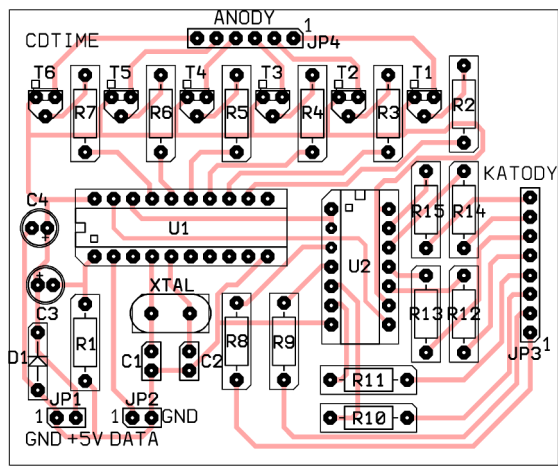 ANODY
1
CDTIME
JP4
T6 T5 T4 T3 T2 T1
R7 R6 R5 R4 R3 R2
KATODY
C4
U1
R15 R14
U2
XTAL
C3
R13 R12
D1 R1 C1 C2 R8 R9
JP3 1
R11
JP1 JP2
1 1 GND
R10
GND +5V DATA